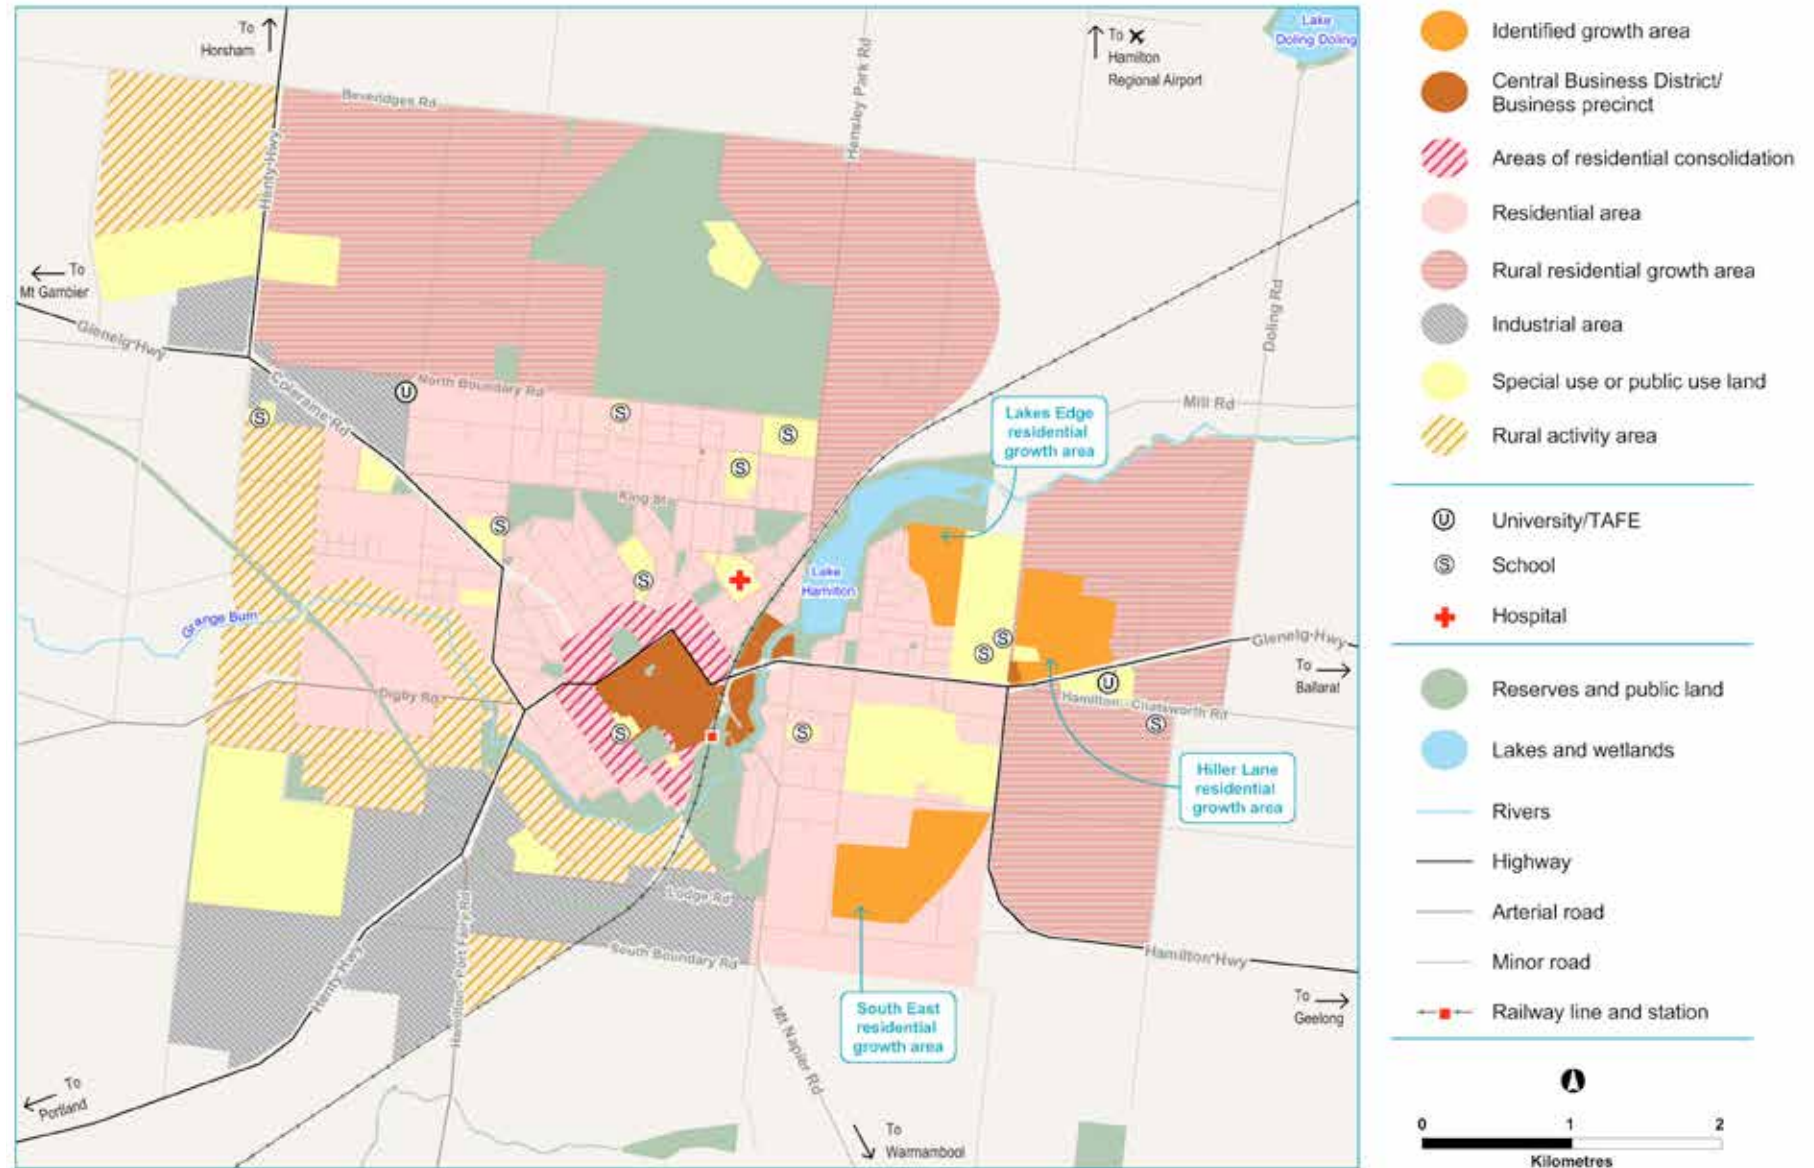 To
Horsham
To
Hamilton
Regional Airport
Lake
Doling Doling
Beveridges Rd
Hensley Park Rd
Henty Hwy
To
Mt Gambier
Glenelg Hwy
Coleraine Rd
North Boundary Rd
U
S
S
S
S
S
S
King St
Doling Rd
Mill Rd
Lakes Edge
residential
growth area
Lake
Hamilton
Grange Burn
Digby Rd
Glenelg Hwy
To
Ballarat
S
S
U
Hamilton - Chatsworth Rd
S
S
S
Hiller Lane
residential
growth area
Lodge Rd
South Boundary Rd
Hamilton - Port Fairy Rd
Henty Hwy
Hamilton Hwy
To
Geelong
South East
residential
growth area
Mt Napier Rd
To
Portland
To
Warrnambool
Identified growth area
Central Business District/
Business precinct
Areas of residential consolidation
Residential area
Rural residential growth area
Industrial area
Special use or public use land
Rural activity area
U University/TAFE
S School
Hospital
Reserves and public land
Lakes and wetlands
Rivers
Highway
Arterial road
Minor road
Railway line and station
0 1 2
Kilometres